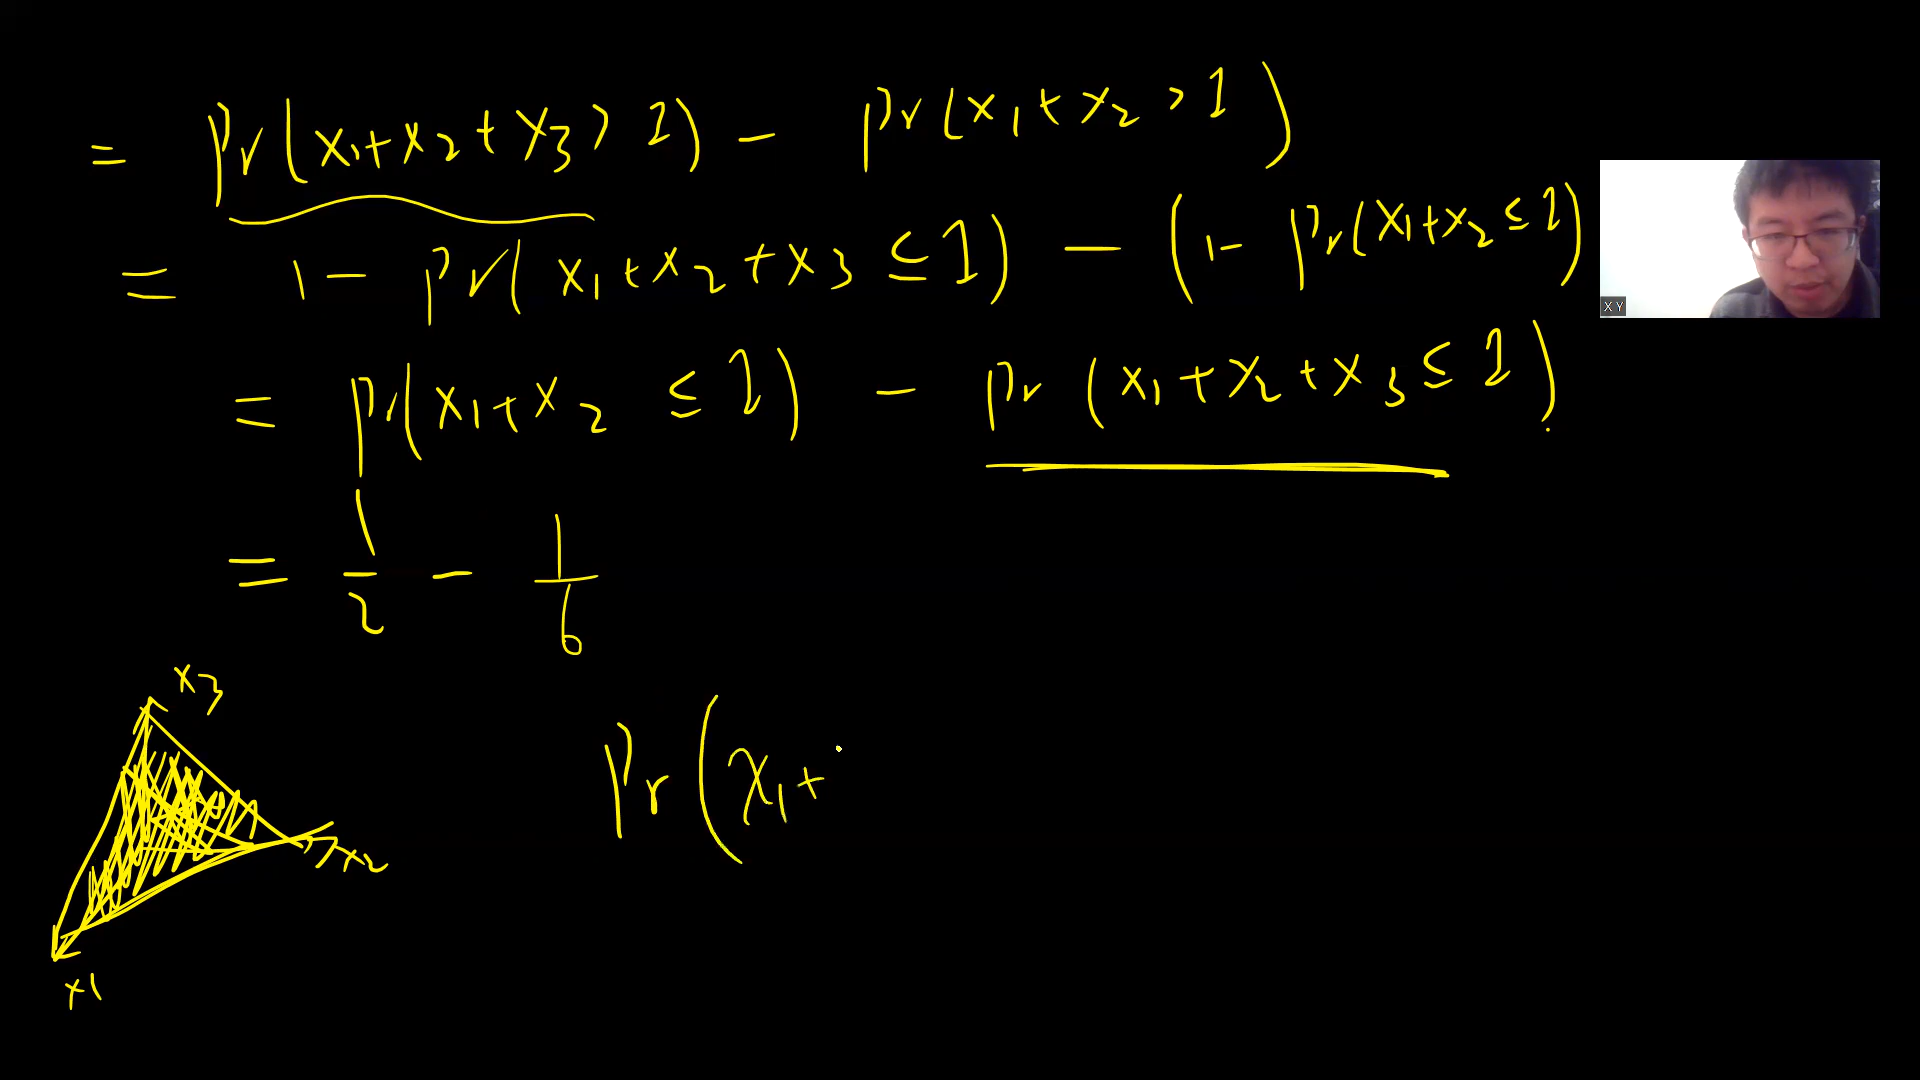 = Pr(x1+x2+x3>1) - Pr(x1+x2>1)
= 1 - Pr(x1+x2+x3≤1) - (1 - Pr(x1+x2≤1)
X Y
= Pr(x1+x2≤1) - Pr(x1+x2+x3≤1)
= 1/2 - 1/6
x3
Pr(x1+
x2
x1